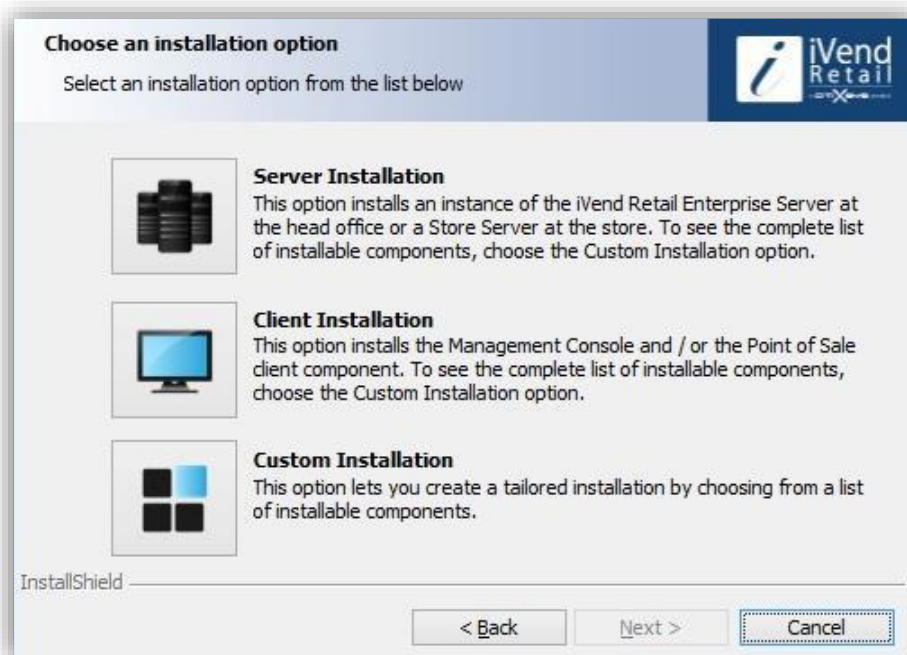 Choose an installation option
Select an installation option from the list below
iVend
Retail
Server Installation
This option installs an instance of the iVend Retail Enterprise Server at
the head office or a Store Server at the store. To see the complete list
of installable components, choose the Custom Installation option.
Client Installation
This option installs the Management Console and / or the Point of Sale
client component. To see the complete list of installable components,
choose the Custom Installation option.
Custom Installation
This option lets you create a tailored installation by choosing from a list
of installable components.
InstallShield
< Back
Next >
Cancel